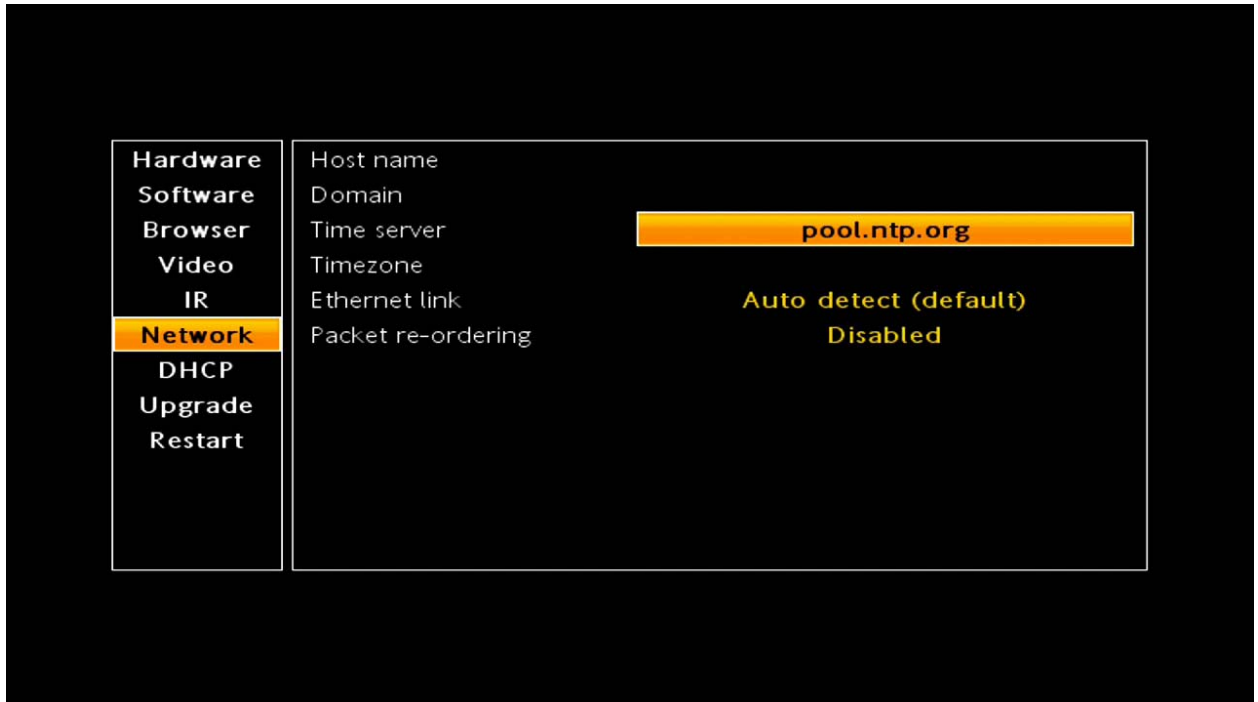 Hardware
Software
Browser
Video
IR
Network
DHCP
Upgrade
Restart
Host name
Domain
Time server pool.ntp.org
Timezone
Ethernet link Auto detect (default)
Packet re-ordering Disabled